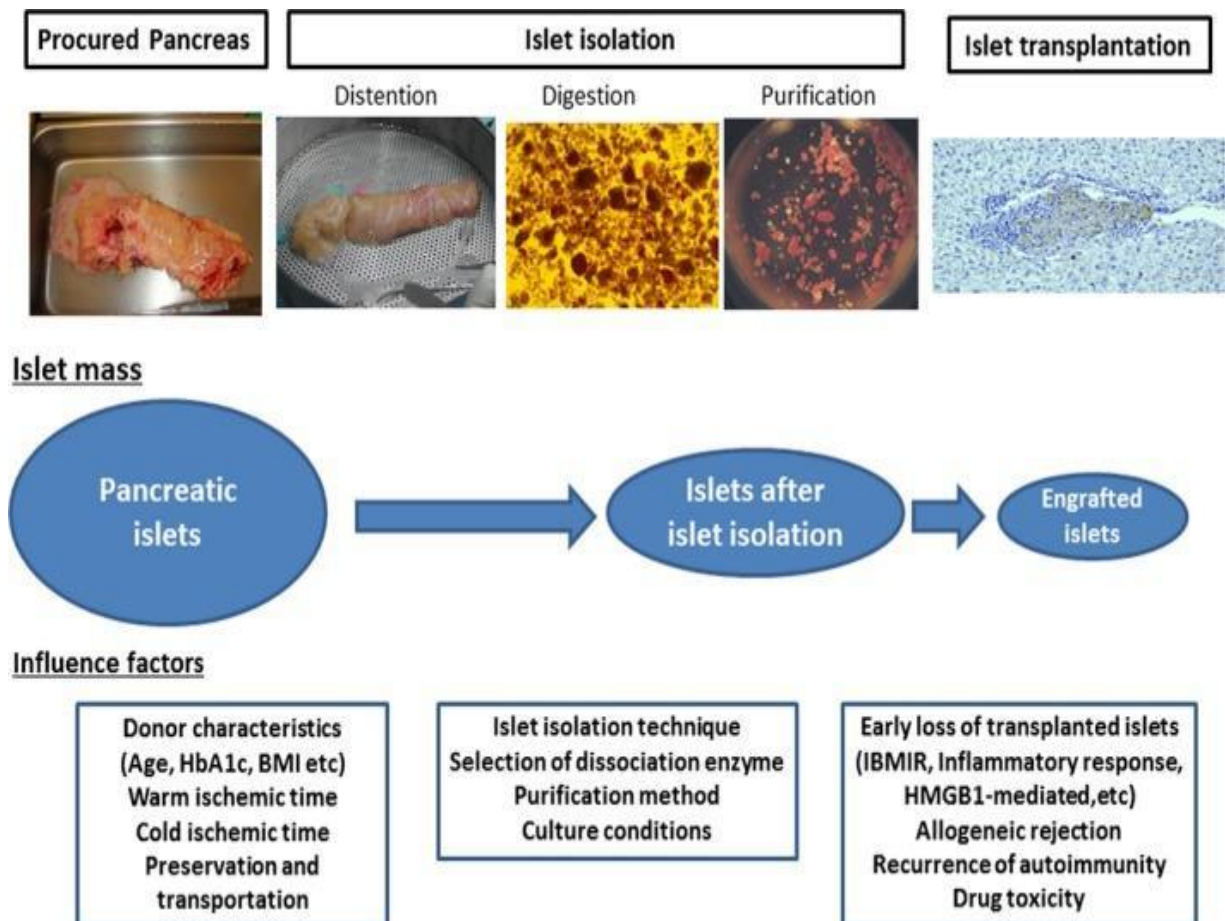 Procured Pancreas
Islet isolation
Islet transplantation
Distention
Digestion
Purification
Islet mass
Pancreatic
islets
Islets after
islet isolation
Engrafted
islets
Influence factors
Donor characteristics
(Age, HbA1c, BMI etc)
Warm ischemic time
Cold ischemic time
Preservation and
transportation
Islet isolation technique
Selection of dissociation enzyme
Purification method
Culture conditions
Early loss of transplanted islets
(IBMIR, Inflammatory response,
HMGB1-mediated,etc)
Allogeneic rejection
Recurrence of autoimmunity
Drug toxicity